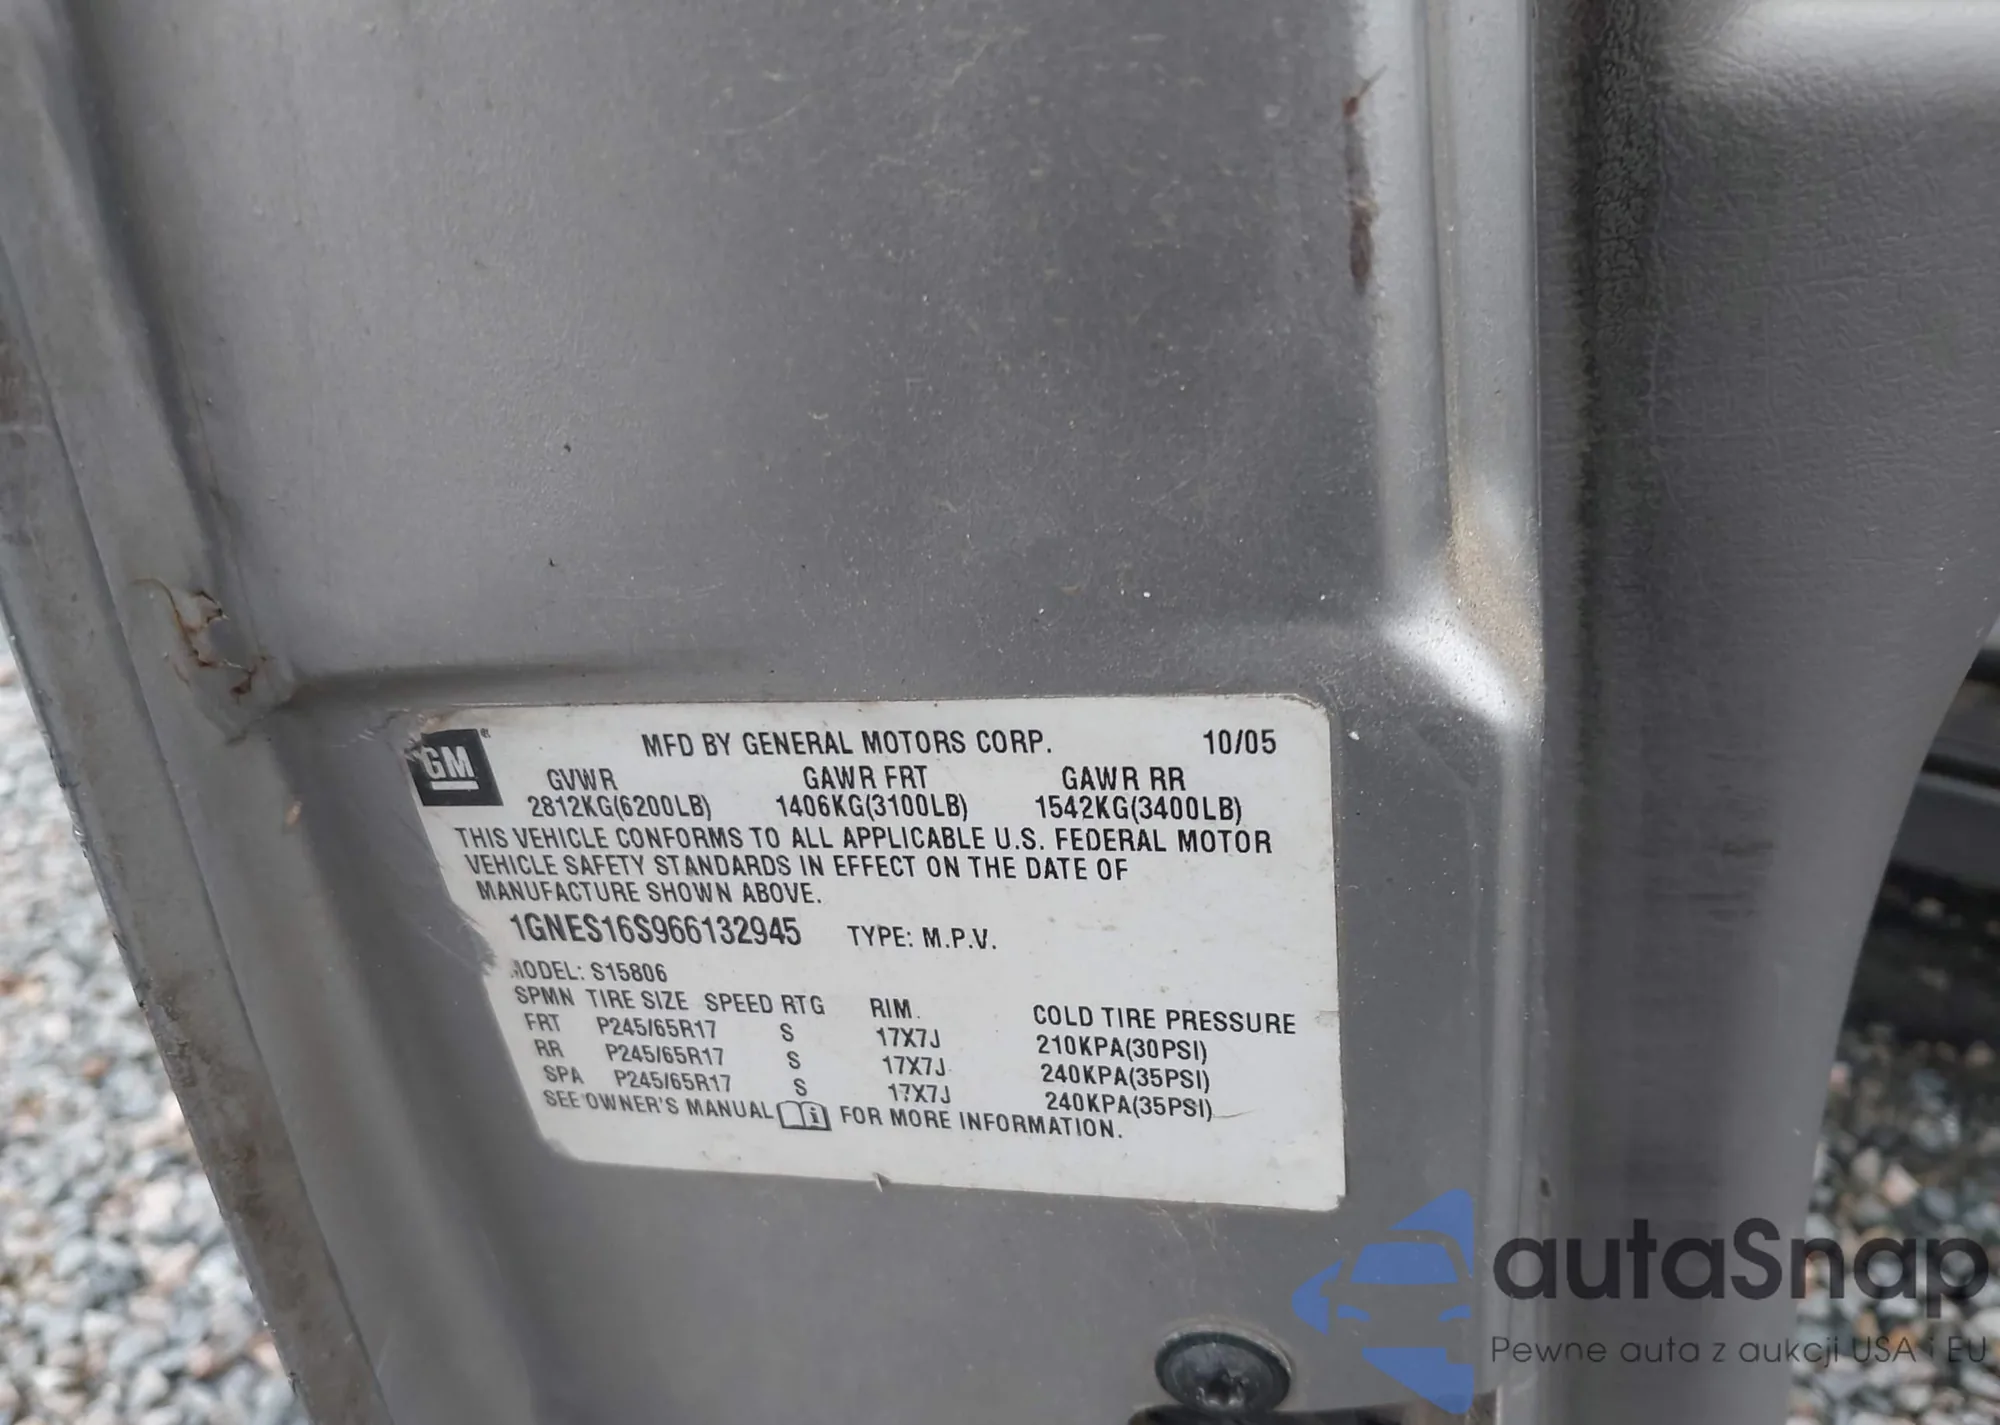 GM®
MFD BY GENERAL MOTORS CORP. 10/05
GVWR GAWR FRT GAWR RR
2812KG(6200LB) 1406KG(3100LB) 1542KG(3400LB)
THIS VEHICLE CONFORMS TO ALL APPLICABLE U.S. FEDERAL MOTOR
VEHICLE SAFETY STANDARDS IN EFFECT ON THE DATE OF
MANUFACTURE SHOWN ABOVE.
1GNES16S966132945 TYPE: M.P.V.
MODEL: S15806
SPMN TIRE SIZE SPEED RTG RIM COLD TIRE PRESSURE
FRT P245/65R17 S 17X7J 210KPA(30PSI)
RR P245/65R17 S 17X7J 240KPA(35PSI)
SPA P245/65R17 S 17X7J 240KPA(35PSI)
SEE OWNER'S MANUAL i FOR MORE INFORMATION.
autaSnap
Pewne auta z aukcji USA i EU